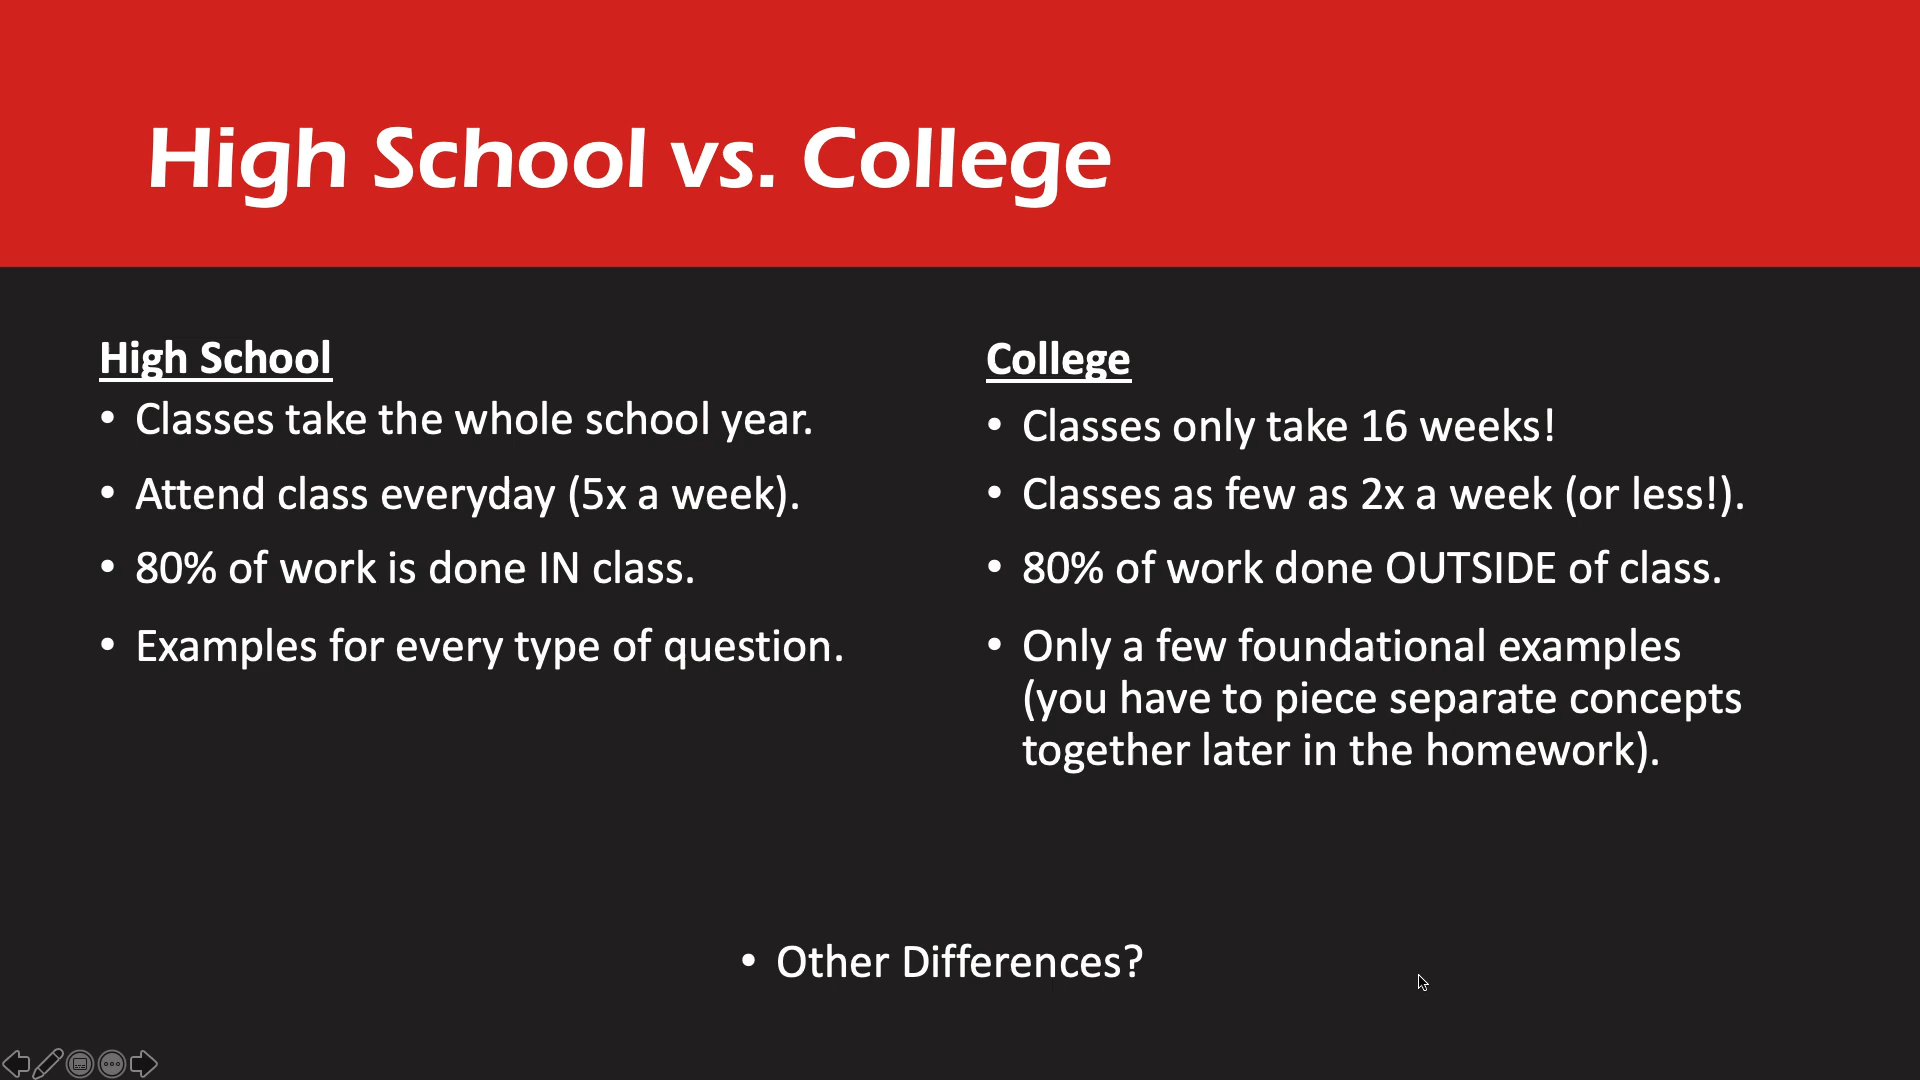 High School vs. College
High School
• Classes take the whole school year.
• Attend class everyday (5x a week).
• 80% of work is done IN class.
• Examples for every type of question.
College
• Classes only take 16 weeks!
• Classes as few as 2x a week (or less!).
• 80% of work done OUTSIDE of class.
• Only a few foundational examples
(you have to piece separate concepts
together later in the homework).
• Other Differences?